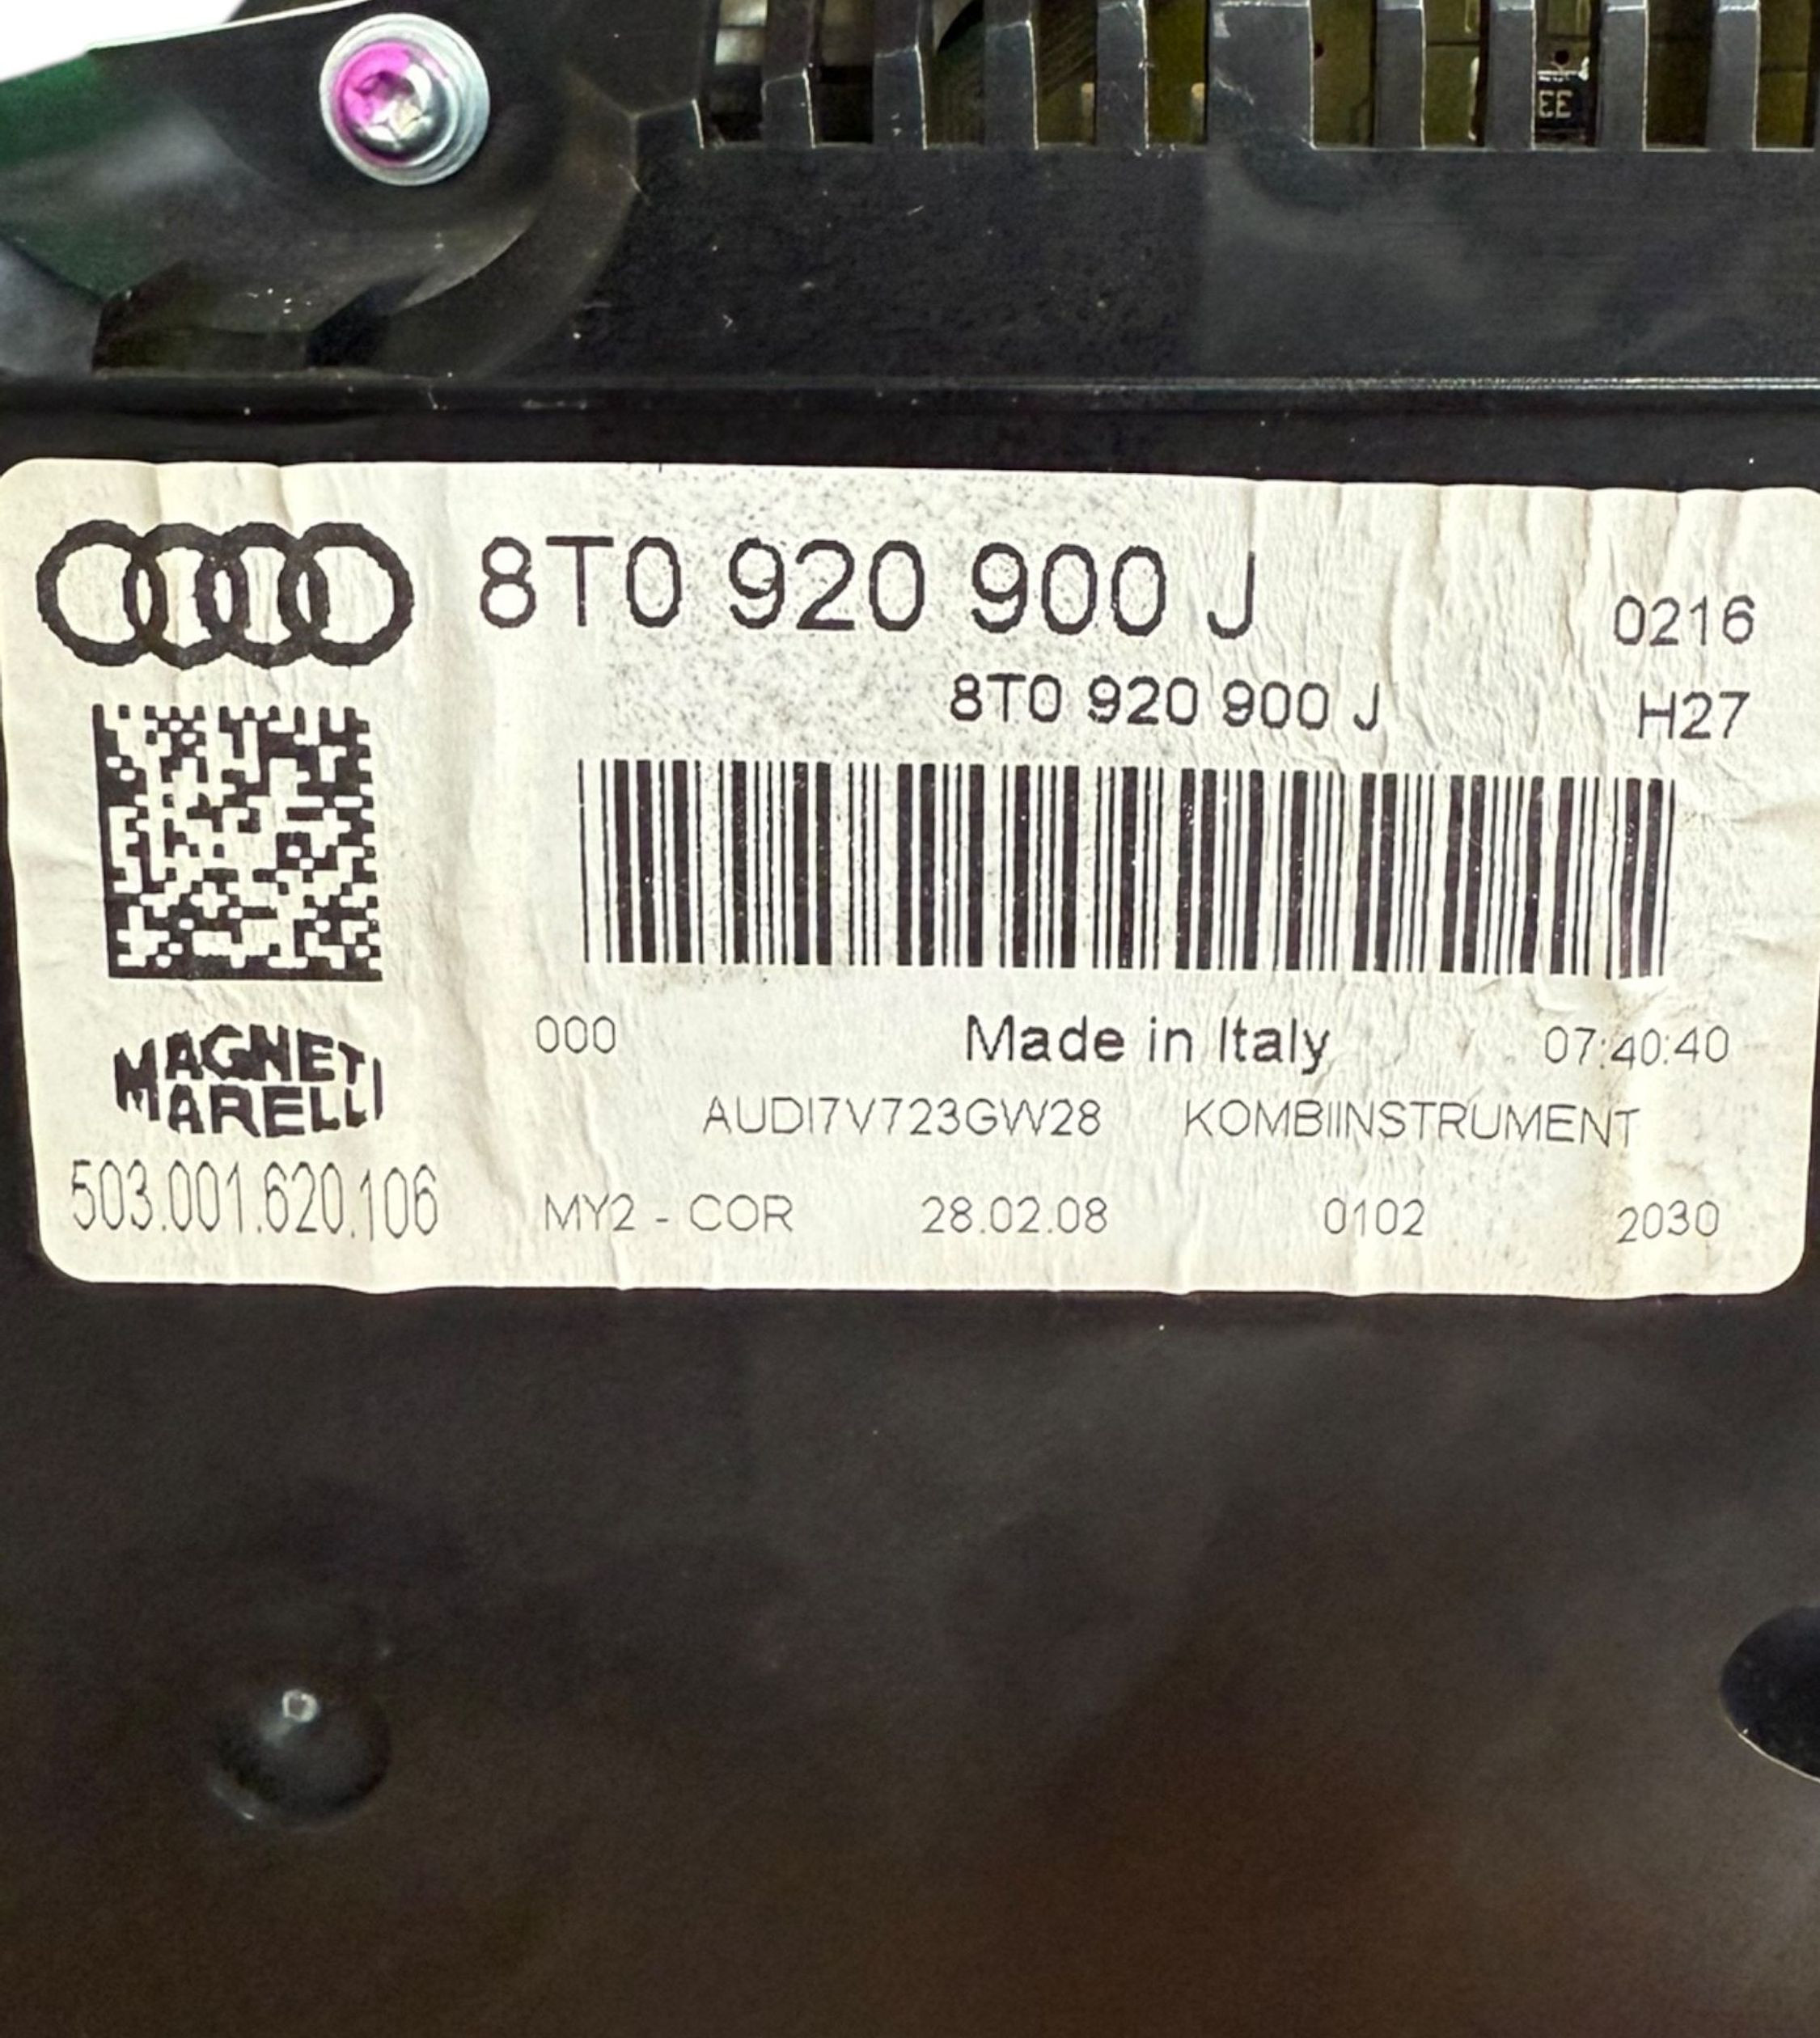 EE
8T0 920 900 J
0216
8T0 920 900 J
H27
MAGNETI
MARELLI
000
Made in Italy
07:40:40
AUDI7V723GW28 KOMBIINSTRUMENT
503.001.620.106
MY2 - COR 28.02.08 0102 2030